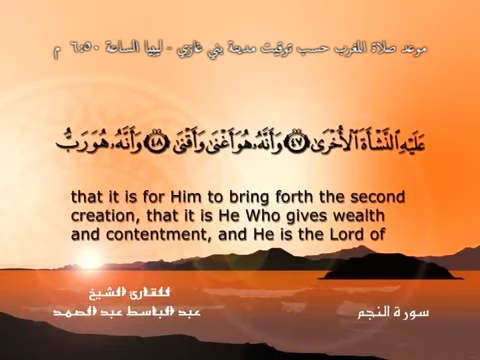 موعد صلاة المغرب حسب توقيت مدينة بني غازي - ليبيا الساعة ٦:٥٠ م
عَلَيْهِ النَّشْأَةَ الْأُخْرَىٰ ٤٧ وَأَنَّهُ هُوَ أَغْنَىٰ وَأَقْنَىٰ ٤٨ وَأَنَّهُ هُوَ رَبُّ
that it is for Him to bring forth the second
creation, that it is He Who gives wealth
and contentment, and He is the Lord of
للقارئ الشيخ
عبد الباسط عبد الصمد
سورة النجم